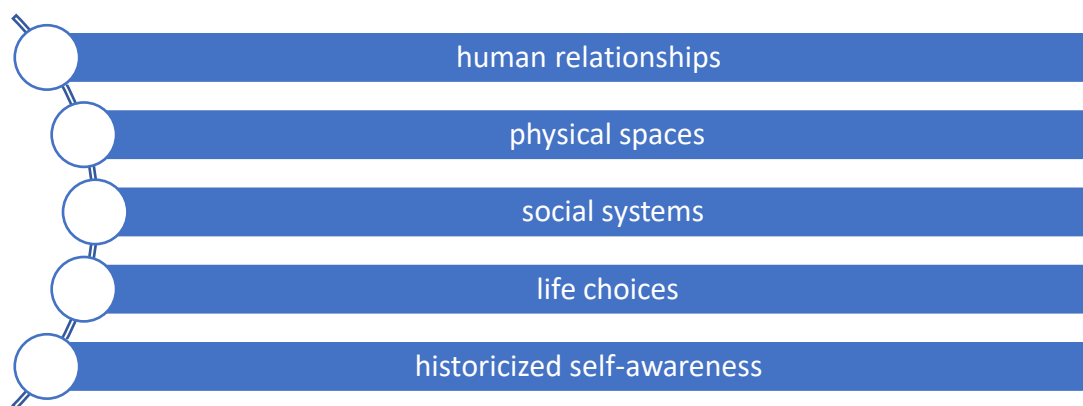 human relationships
physical spaces
social systems
life choices
historicized self-awareness